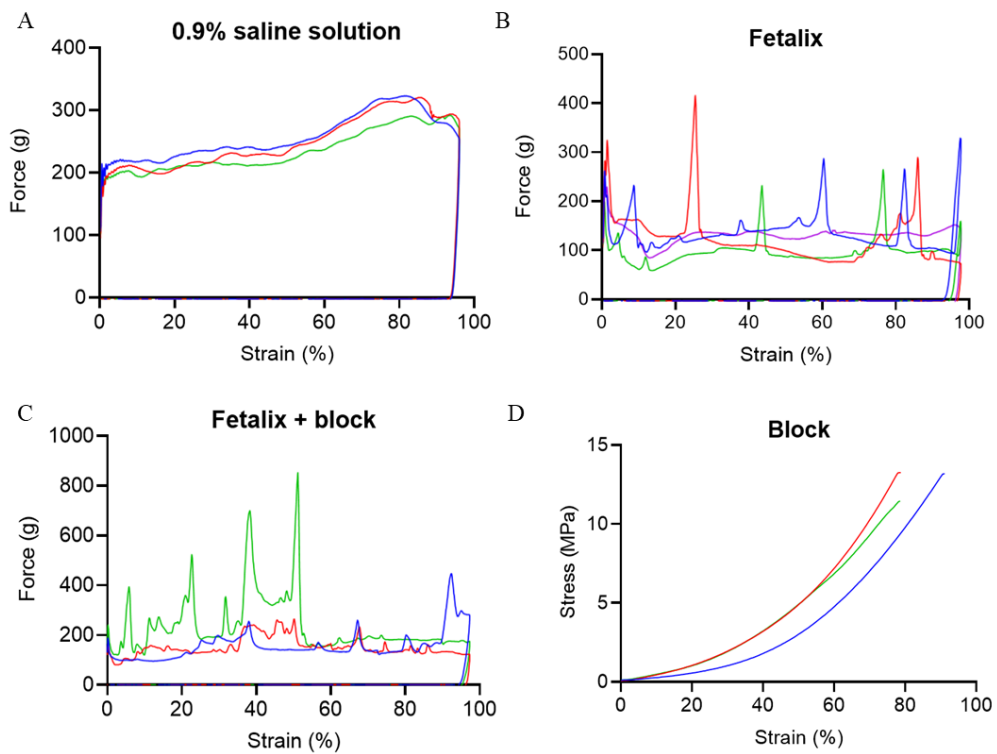 A
0.9% saline solution
Force (g)
400
300
200
100
0
0 20 40 60 80 100
Strain (%)
B
Fetalix
Force (g)
500
400
300
200
100
0
0 20 40 60 80 100
Strain (%)
C
Fetalix + block
Force (g)
1000
800
600
400
200
0
0 20 40 60 80 100
Strain (%)
D
Block
Stress (MPa)
15
10
5
0
0 20 40 60 80 100
Strain (%)